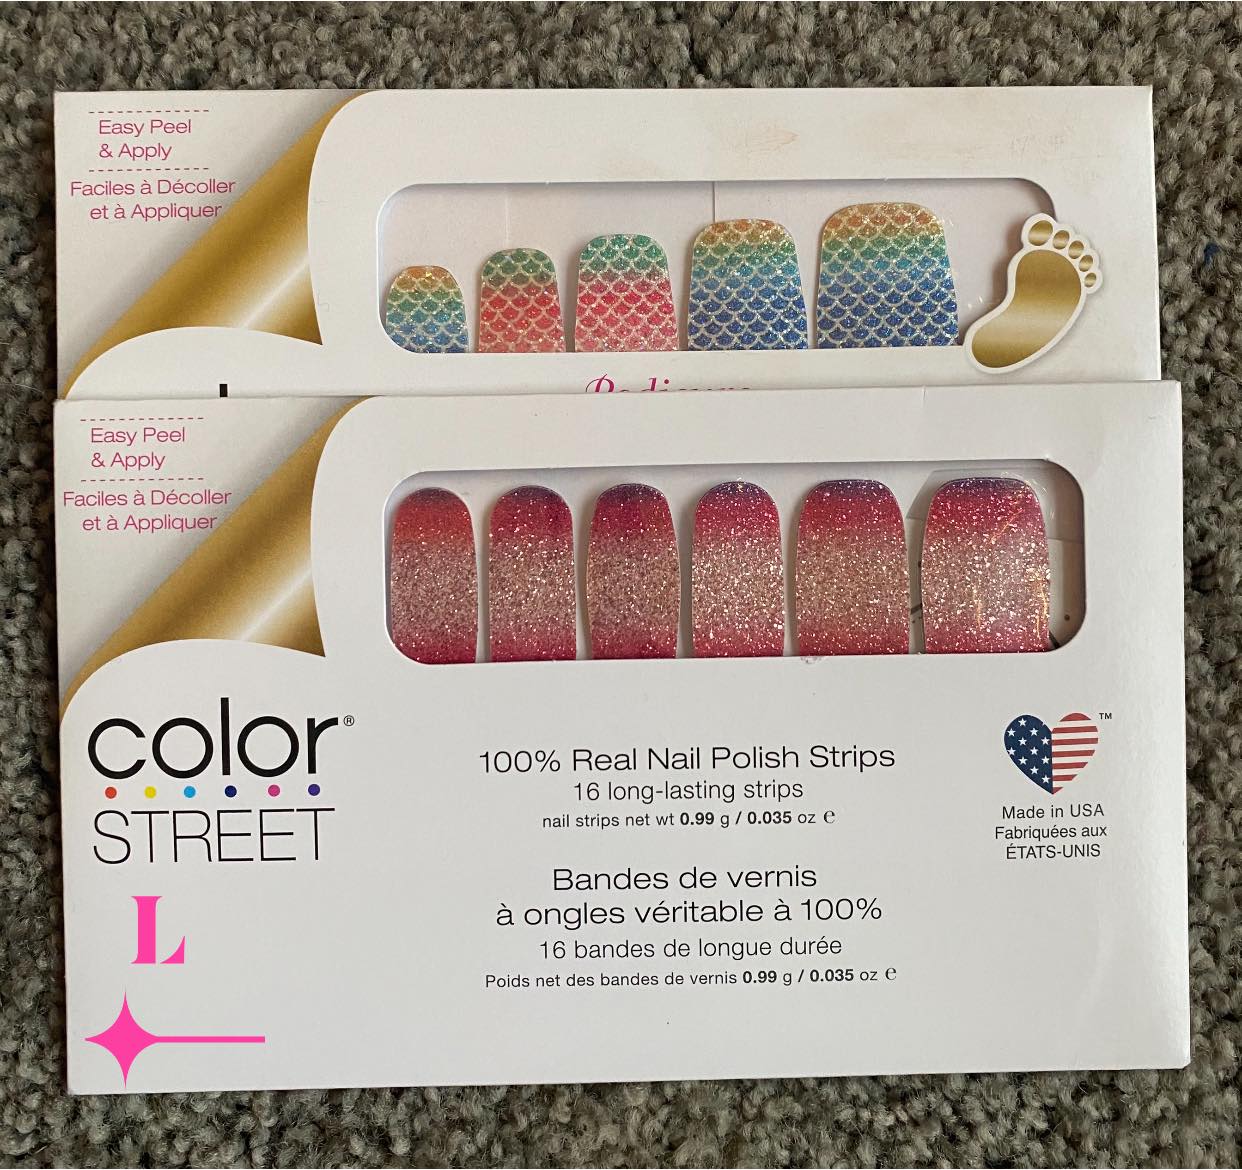 Easy Peel
& Apply
Faciles à Décoller
et à Appliquer
Pedicure
Easy Peel
& Apply
Faciles à Décoller
et à Appliquer
color®
STREET
100% Real Nail Polish Strips
16 long-lasting strips
nail strips net wt 0.99 g / 0.035 oz ℮
Bandes de vernis
à ongles véritable à 100%
16 bandes de longue durée
Poids net des bandes de vernis 0.99 g / 0.035 oz ℮
TM
Made in USA
Fabriquées aux
ÉTATS-UNIS
L